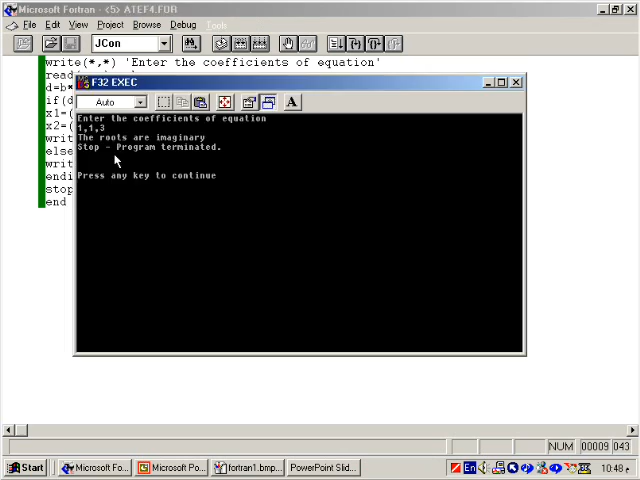 Microsoft Fortran - <5> ATEF4.FOR
File Edit View Project Browse Debug Tools
JCon
write(*,*) 'Enter the coefficients of equation'
read(
d=b*
if(d
x1=(
x2=(
writ
else
writ
endi
stop
end
F32 EXEC
Auto
A
Enter the coefficients of equation
1,1,3
The roots are imaginary
Stop - Program terminated.
Press any key to continue
NUM 00009 043
Start
Microsoft Fo...
Microsoft Po...
fortran1.bmp...
PowerPoint Slid...
En
10:48 م